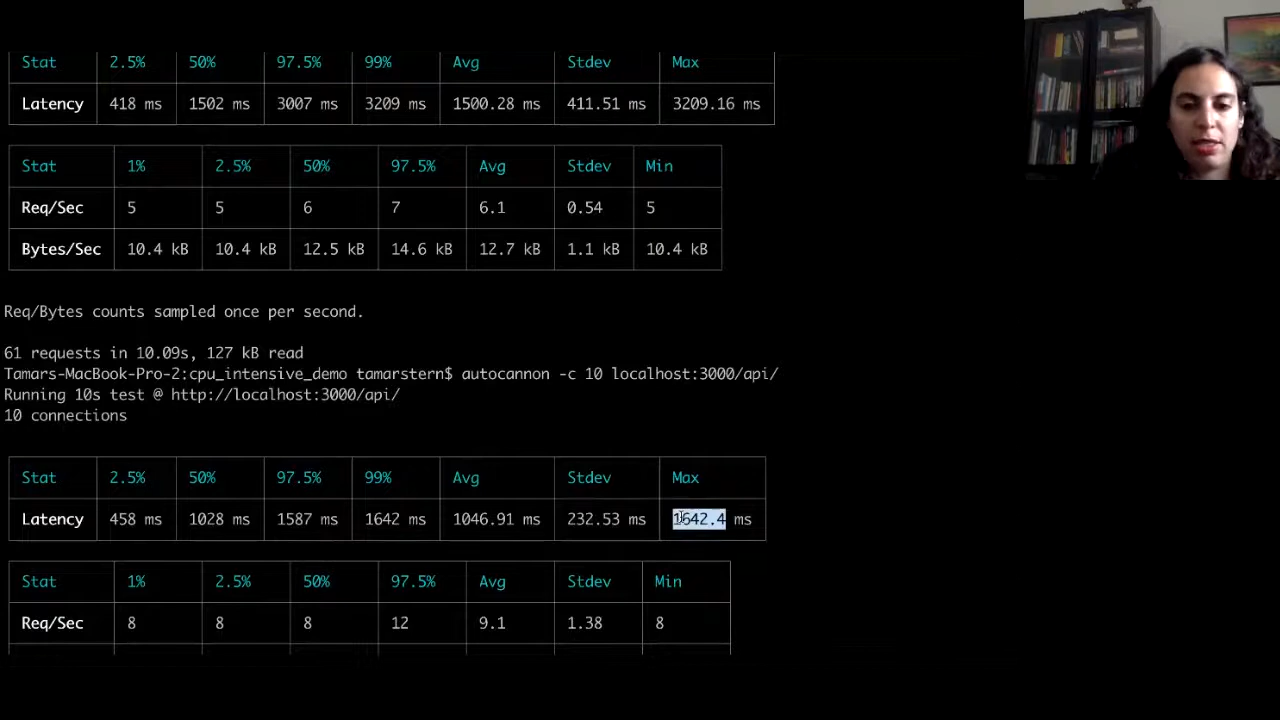 Stat 2.5% 50% 97.5% 99% Avg Stdev Max
Latency 418 ms 1502 ms 3007 ms 3209 ms 1500.28 ms 411.51 ms 3209.16 ms
Stat 1% 2.5% 50% 97.5% Avg Stdev Min
Req/Sec 5 5 6 7 6.1 0.54 5
Bytes/Sec 10.4 kB 10.4 kB 12.5 kB 14.6 kB 12.7 kB 1.1 kB 10.4 kB
Req/Bytes counts sampled once per second.
61 requests in 10.09s, 127 kB read
Tamars-MacBook-Pro-2:cpu_intensive_demo tamarstern$ autocannon -c 10 localhost:3000/api/
Running 10s test @ http://localhost:3000/api/
10 connections
Stat 2.5% 50% 97.5% 99% Avg Stdev Max
Latency 458 ms 1028 ms 1587 ms 1642 ms 1046.91 ms 232.53 ms 1642.4 ms
Stat 1% 2.5% 50% 97.5% Avg Stdev Min
Req/Sec 8 8 8 12 9.1 1.38 8